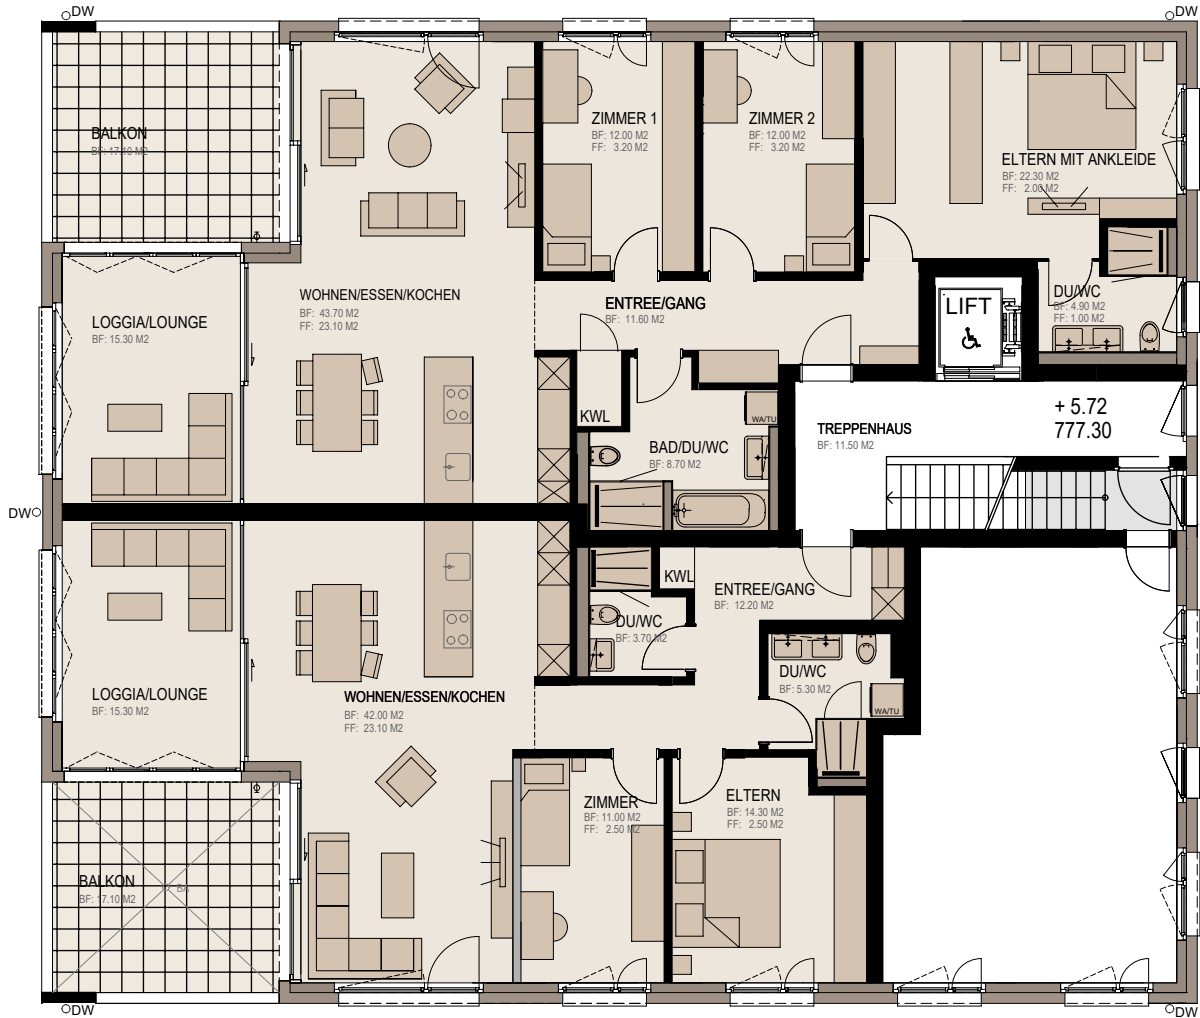 DW
DW
BALKON
BF: 17.10 M2
ZIMMER 1
BF: 12.00 M2
FF: 3.20 M2
ZIMMER 2
BF: 12.00 M2
FF: 3.20 M2
ELTERN MIT ANKLEIDE
BF: 22.30 M2
FF: 2.00 M2
LOGGIA/LOUNGE
BF: 15.30 M2
WOHNEN/ESSEN/KOCHEN
BF: 43.70 M2
FF: 23.10 M2
ENTREE/GANG
BF: 11.60 M2
LIFT
DU/WC
BF: 4.90 M2
FF: 1.00 M2
KWL
WA/TU
BAD/DU/WC
BF: 8.70 M2
TREPPENHAUS
BF: 11.50 M2
+ 5.72
777.30
DW
KWL
ENTREE/GANG
BF: 12.20 M2
DU/WC
BF: 3.70 M2
DU/WC
BF: 5.30 M2
WA/TU
LOGGIA/LOUNGE
BF: 15.30 M2
WOHNEN/ESSEN/KOCHEN
BF: 42.00 M2
FF: 23.10 M2
ZIMMER
BF: 11.00 M2
FF: 2.50 M2
ELTERN
BF: 14.30 M2
FF: 2.50 M2
BALKON
BF: 17.10 M2
DW
DW